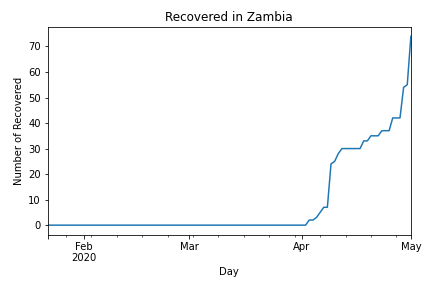 Recovered in Zambia
Number of Recovered
70
60
50
40
30
20
10
0
Feb
2020
Mar
Apr
May
Day